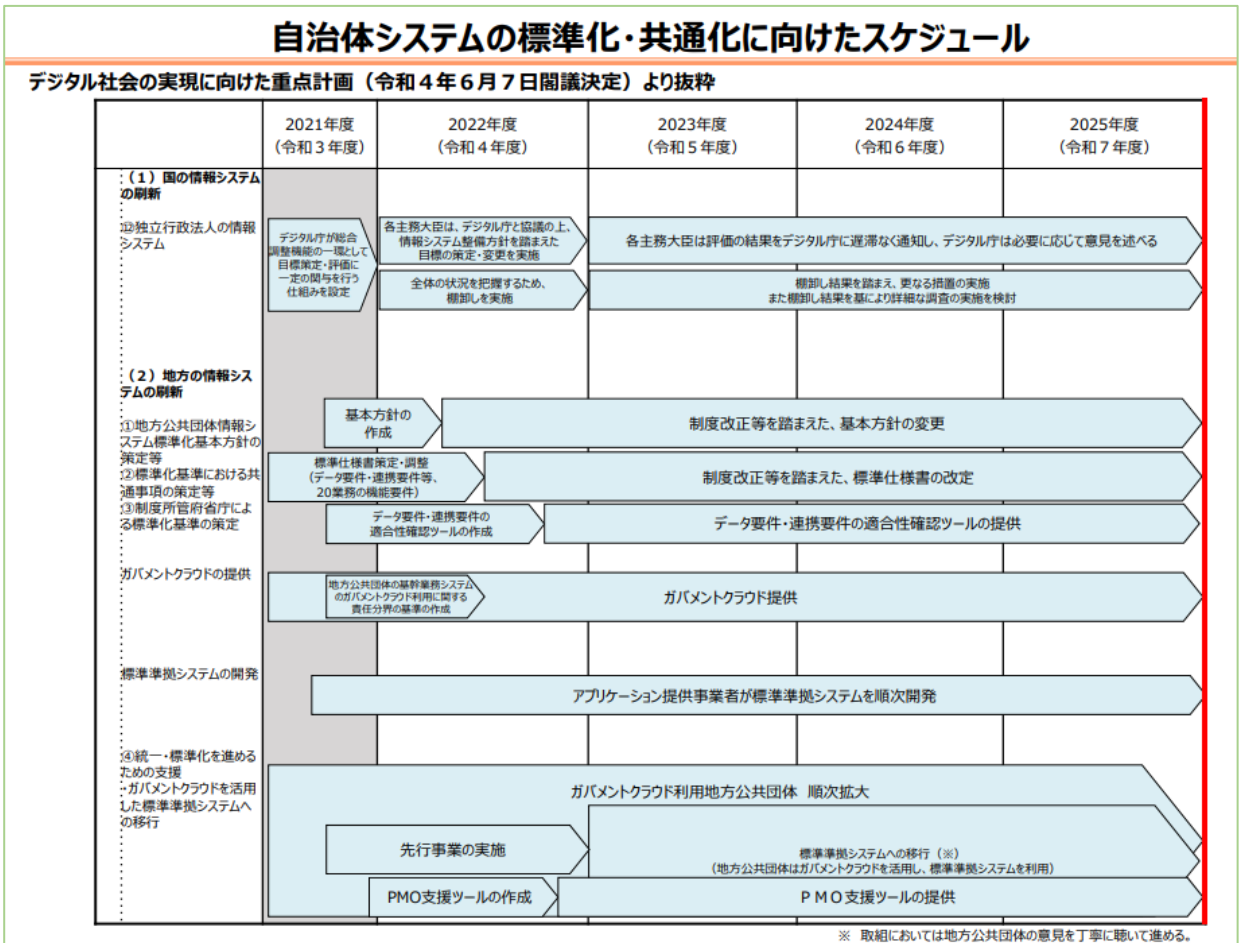 自治体システムの標準化・共通化に向けたスケジュール
デジタル社会の実現に向けた重点計画（令和４年６月７日閣議決定）より抜粋
2021年度
（令和３年度）
2022年度
（令和４年度）
2023年度
（令和５年度）
2024年度
（令和６年度）
2025年度
（令和７年度）
（１）国の情報システム
の刷新
⑫独立行政法人の情報
システム
デジタル庁が総合
調整機能の一環として
目標策定・評価に
一定の関与を行う
仕組みを設定
各主務大臣は、デジタル庁と協議の上、
情報システム整備方針を踏まえた
目標の策定・変更を実施
各主務大臣は評価の結果をデジタル庁に遅滞なく通知し、デジタル庁は必要に応じて意見を述べる
全体の状況を把握するため、
棚卸しを実施
棚卸し結果を踏まえ、更なる措置の実施
また棚卸し結果を基により詳細な調査の実施を検討
（２）地方の情報シス
テムの刷新
①地方公共団体情報シ
ステム標準化基本方針の
策定等
②標準化基準における共
通事項の策定等
③制度所管府省庁によ
る標準化基準の策定
基本方針の
作成
制度改正等を踏まえた、基本方針の変更
標準仕様書策定・調整
（データ要件・連携要件等、
20業務の機能要件）
制度改正等を踏まえた、標準仕様書の改定
データ要件・連携要件の
適合性確認ツールの作成
データ要件・連携要件の適合性確認ツールの提供
ガバメントクラウドの提供
地方公共団体の基幹業務システム
のガバメントクラウド利用に関する
責任分界の基準の作成
ガバメントクラウド提供
標準準拠システムの開発
アプリケーション提供事業者が標準準拠システムを順次開発
④統一・標準化を進める
ための支援
・ガバメントクラウドを活用
した標準準拠システムへ
の移行
ガバメントクラウド利用地方公共団体 順次拡大
先行事業の実施
標準準拠システムへの移行（※）
（地方公共団体はガバメントクラウドを活用し、標準準拠システムを利用）
PMO支援ツールの作成
ＰＭＯ支援ツールの提供
※ 取組においては地方公共団体の意見を丁寧に聴いて進める。